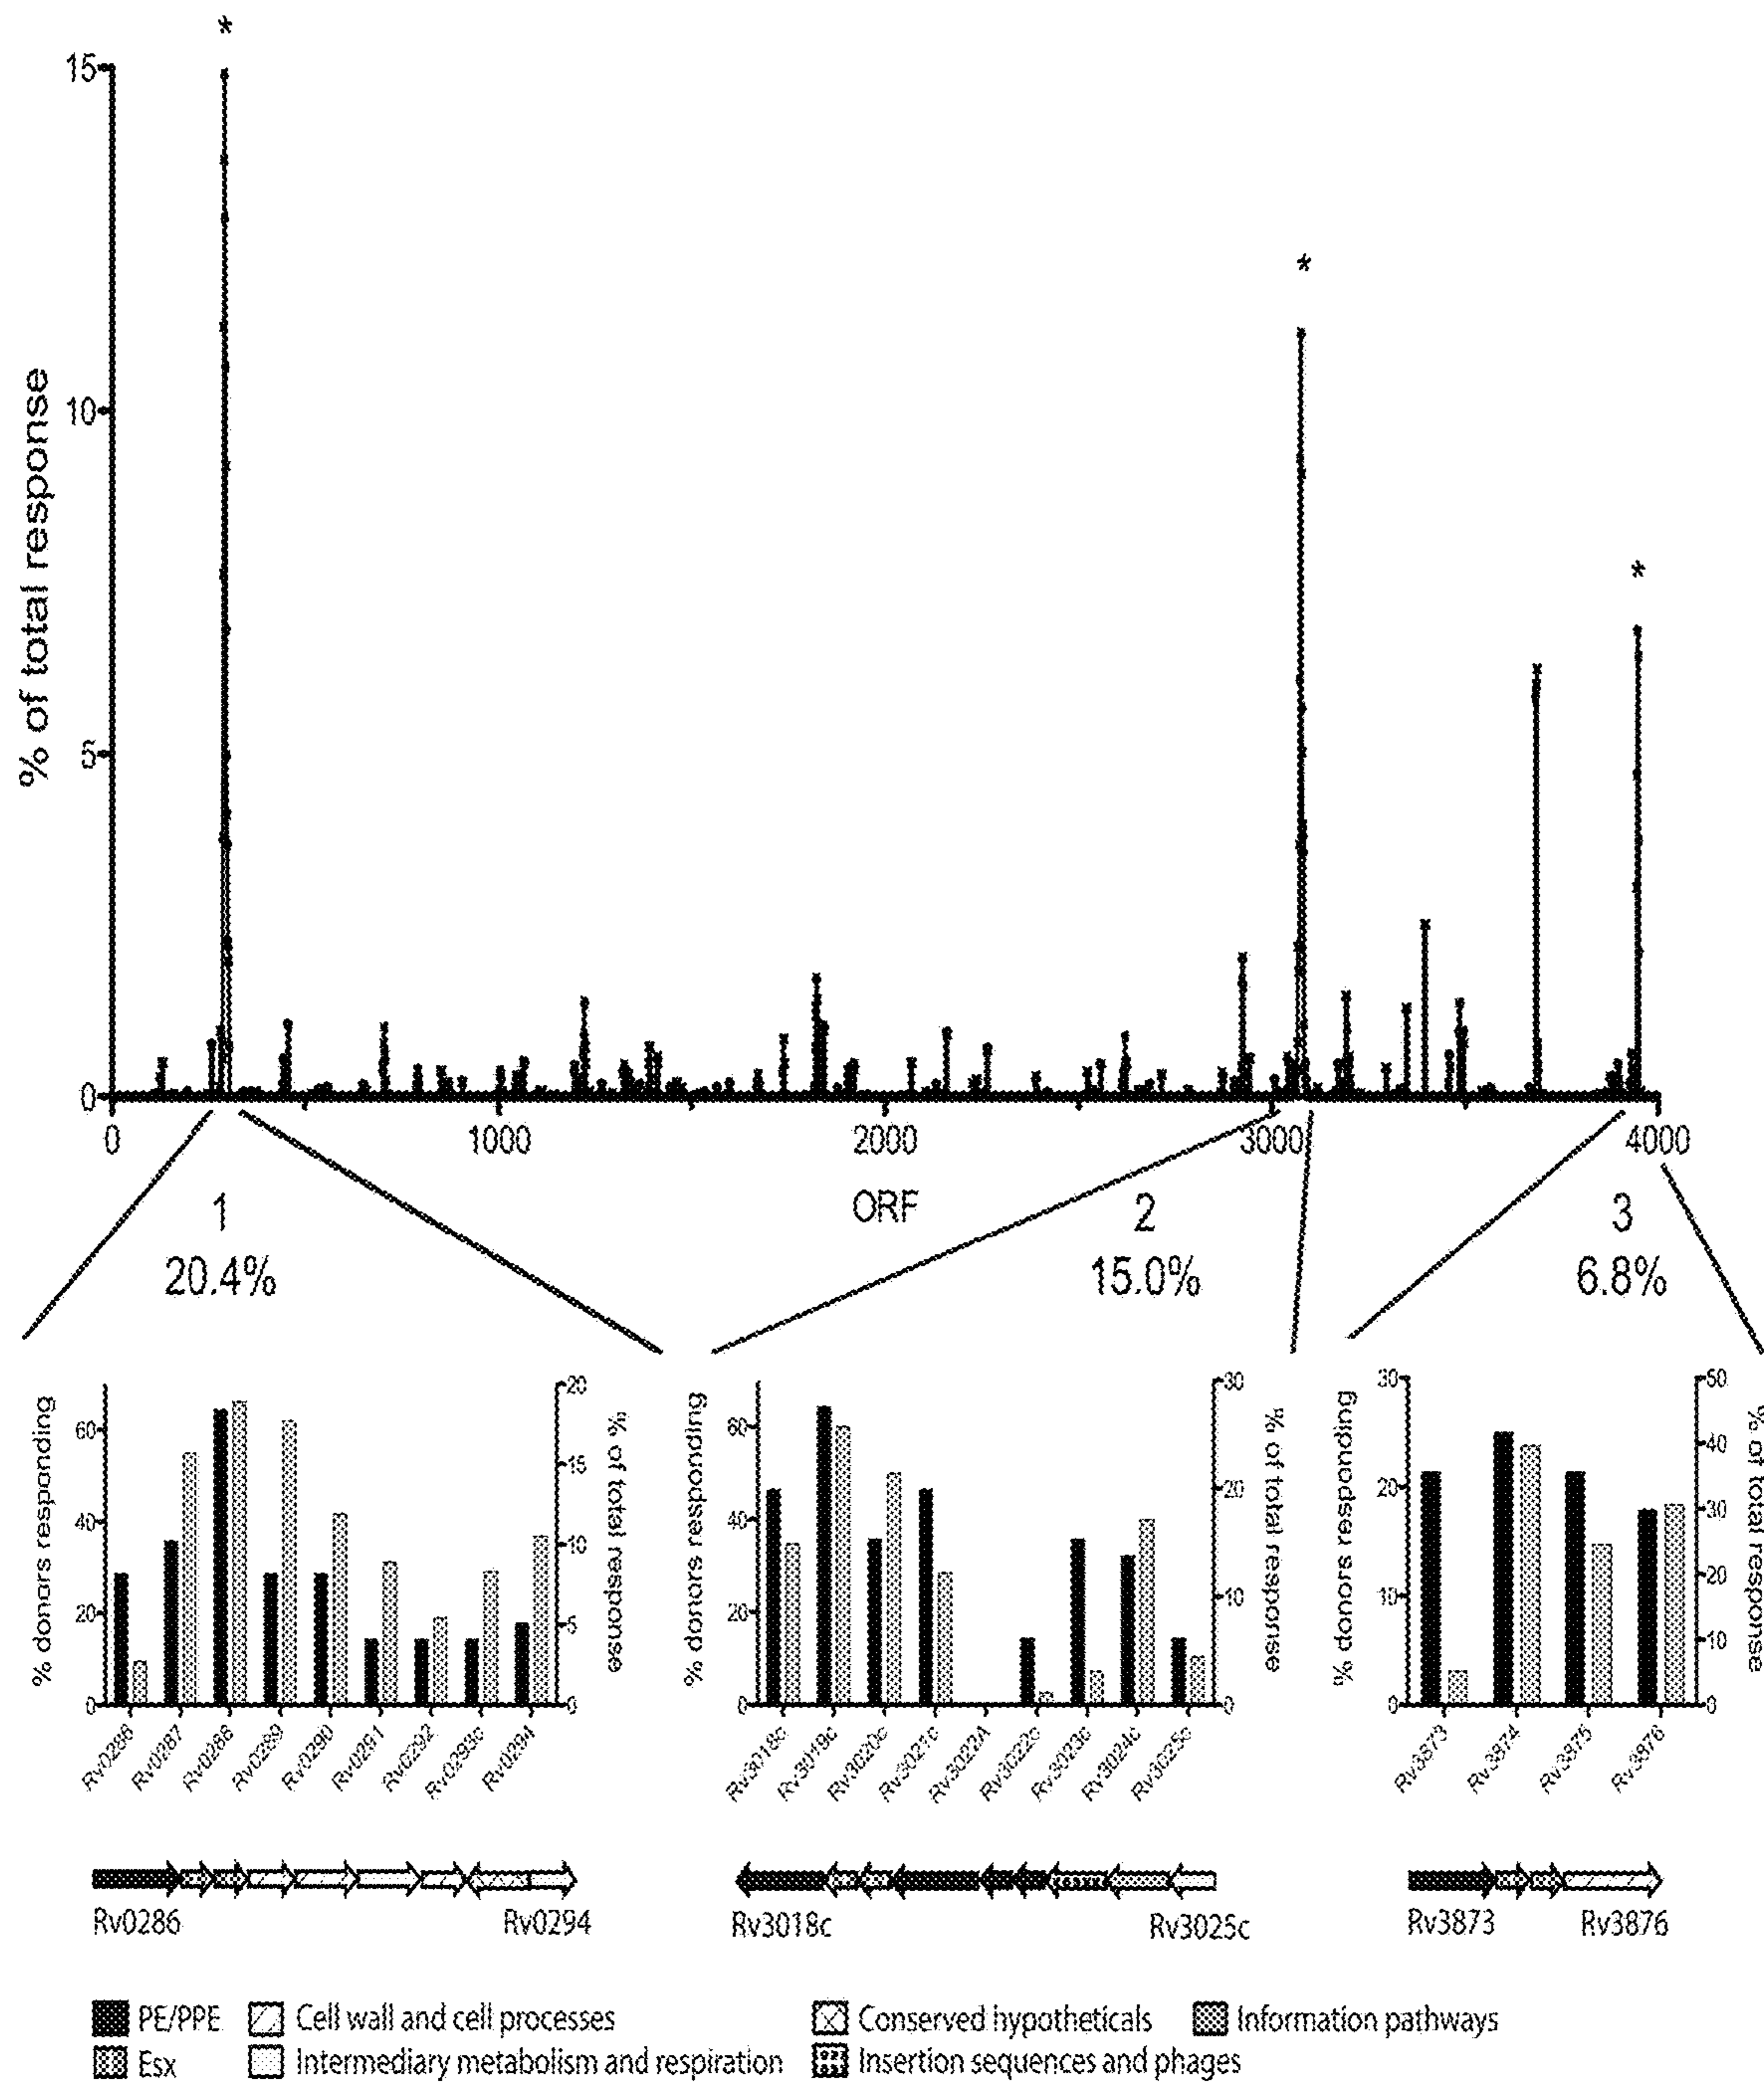 *
15
*
*
10
5
0
% of total response
0 1000 2000 3000 4000
ORF
1 2 3
20.4% 15.0% 6.8%
% donors responding
60
40
20
0
20
15
10
5
0
% of total response
Rv0286 Rv0287 Rv0288 Rv0289 Rv0290 Rv0291 Rv0292 Rv0293c Rv0294
% donors responding
60
40
20
0
30
20
10
0
% of total response
Rv3018c Rv3019c Rv3020c Rv3021c Rv3022A Rv3022c Rv3023c Rv3024c Rv3025c
% donors responding
30
20
10
0
50
40
30
20
10
0
% of total response
Rv3873 Rv3874 Rv3875 Rv3876
Rv0286 Rv0294 Rv3018c Rv3025c Rv3873 Rv3876
PE/PPE Cell wall and cell processes Conserved hypotheticals Information pathways
Esx Intermediary metabolism and respiration Insertion sequences and phages